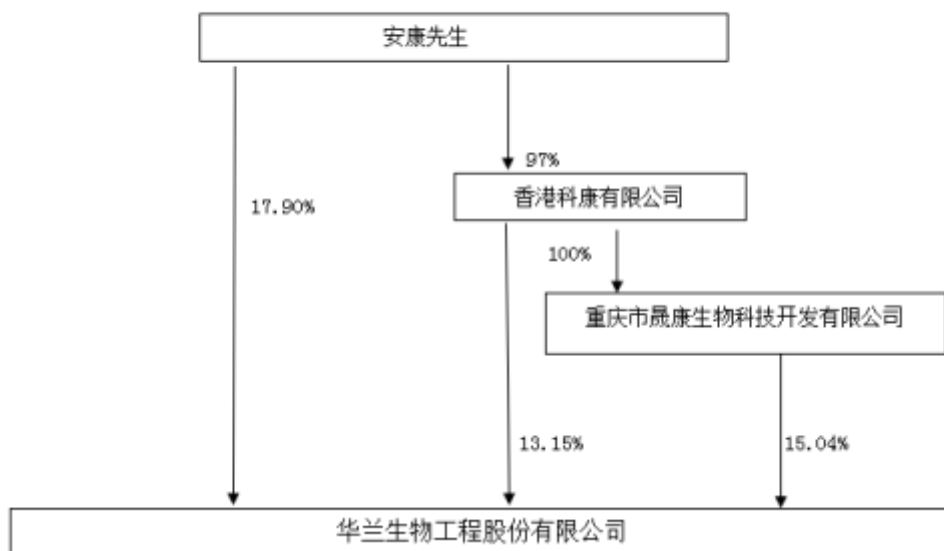 安康先生
97%
香港科康有限公司
17.90%
100%
重庆市晟康生物科技开发有限公司
13.15%
15.04%
华兰生物工程股份有限公司